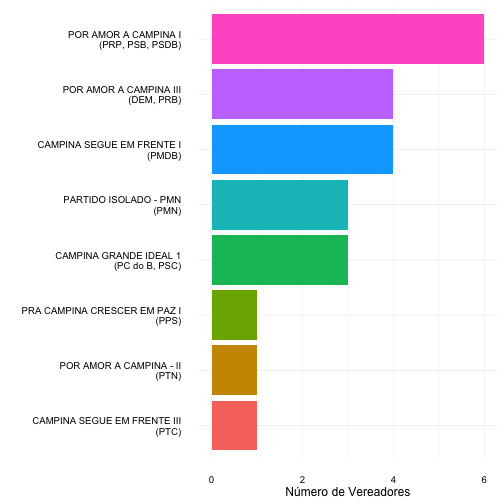 POR AMOR A CAMPINA I
(PRP, PSB, PSDB)
POR AMOR A CAMPINA III
(DEM, PRB)
CAMPINA SEGUE EM FRENTE I
(PMDB)
PARTIDO ISOLADO - PMN
(PMN)
CAMPINA GRANDE IDEAL 1
(PC do B, PSC)
PRA CAMPINA CRESCER EM PAZ I
(PPS)
POR AMOR A CAMPINA - II
(PTN)
CAMPINA SEGUE EM FRENTE III
(PTC)
0 2 4 6
Número de Vereadores